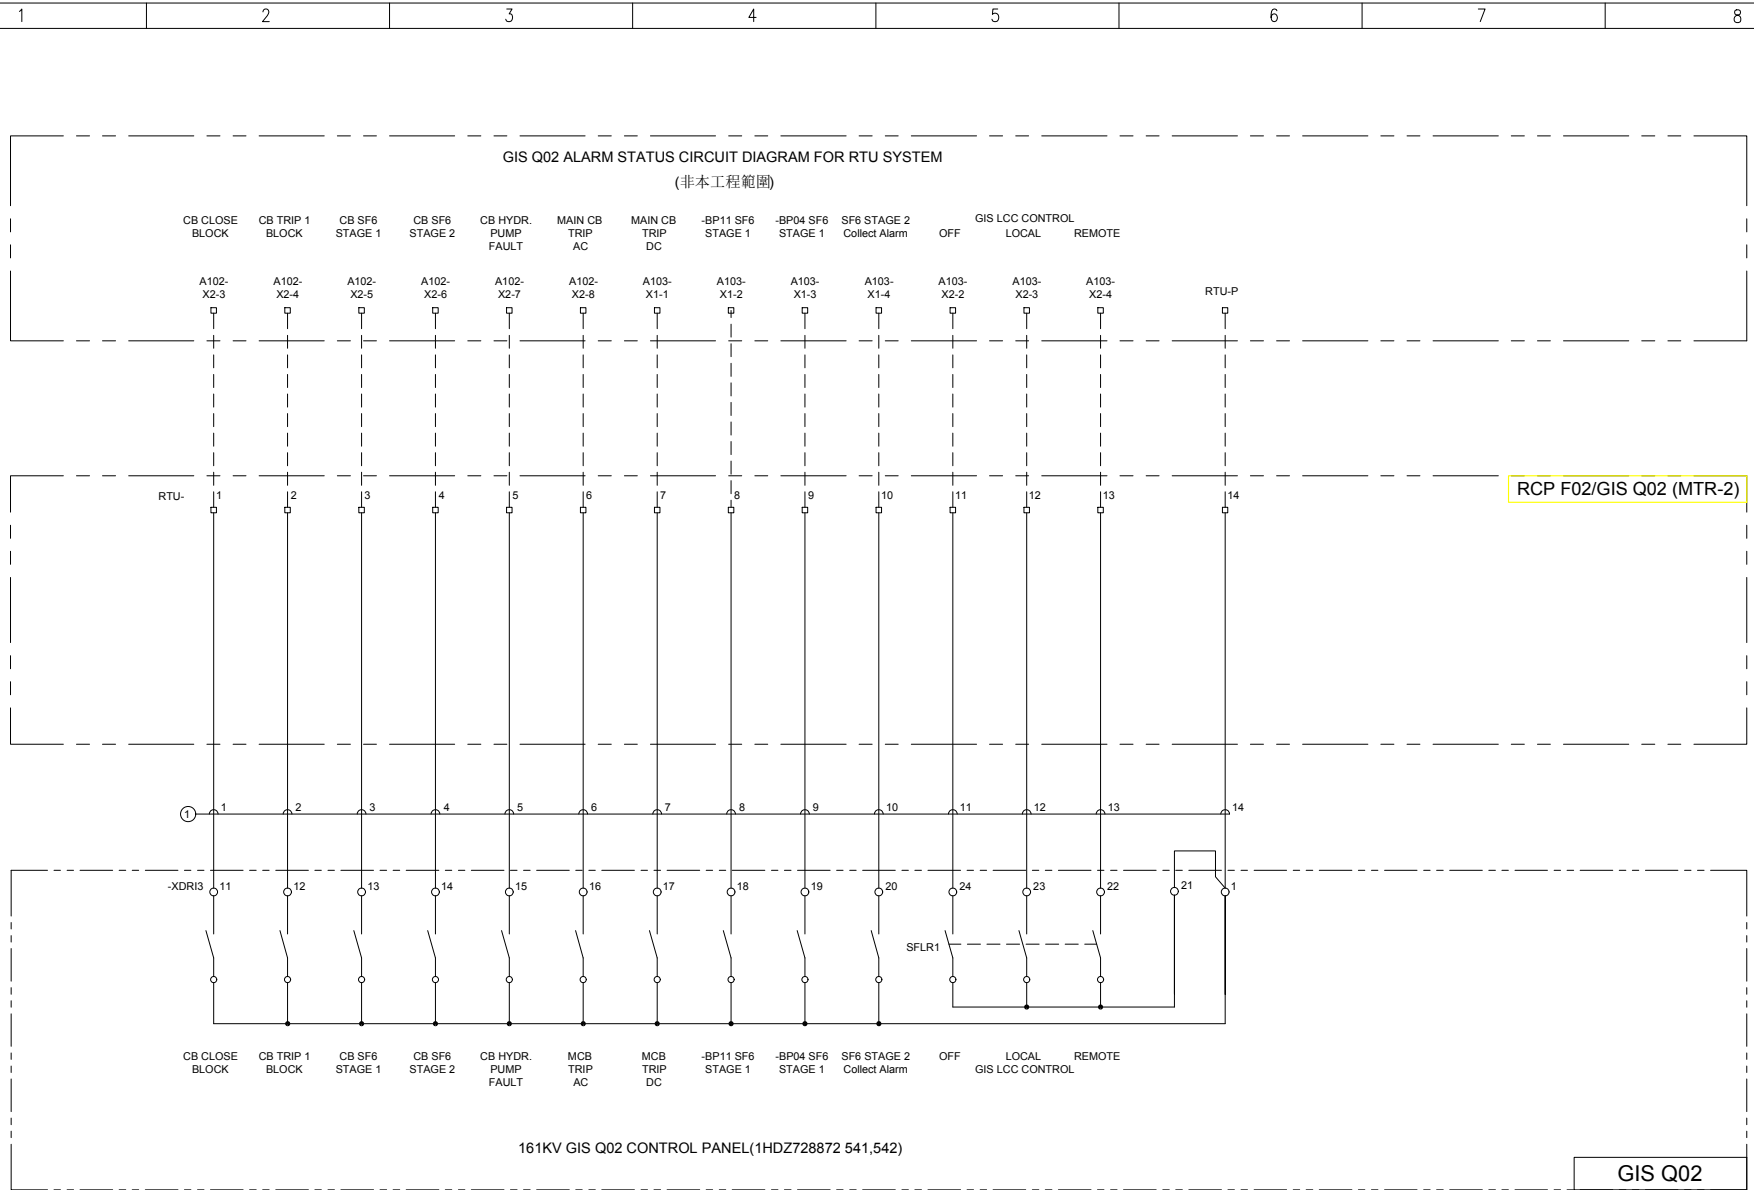 1 2 3 4 5 6 7 8
GIS Q02 ALARM STATUS CIRCUIT DIAGRAM FOR RTU SYSTEM
(非本工程範圍)
CB CLOSE CB TRIP 1 CB SF6 CB SF6 CB HYDR. MAIN CB MAIN CB -BP11 SF6 -BP04 SF6 SF6 STAGE 2 GIS LCC CONTROL
BLOCK BLOCK STAGE 1 STAGE 2 PUMP TRIP TRIP STAGE 1 STAGE 1 Collect Alarm OFF LOCAL REMOTE
FAULT AC DC
A102- A102- A102- A102- A102- A102- A103- A103- A103- A103- A103- A103- A103-
X2-3 X2-4 X2-5 X2-6 X2-7 X2-8 X1-1 X1-2 X1-3 X1-4 X2-2 X2-3 X2-4 RTU-P
RCP F02/GIS Q02 (MTR-2)
RTU- 1 2 3 4 5 6 7 8 9 10 11 12 13 14
1 1 2 3 4 5 6 7 8 9 10 11 12 13 14
-XDRI3 11 12 13 14 15 16 17 18 19 20 24 23 22 21 1
SFLR1
CB CLOSE CB TRIP 1 CB SF6 CB SF6 CB HYDR. MCB MCB -BP11 SF6 -BP04 SF6 SF6 STAGE 2 OFF LOCAL REMOTE
BLOCK BLOCK STAGE 1 STAGE 2 PUMP TRIP TRIP STAGE 1 STAGE 1 Collect Alarm GIS LCC CONTROL
FAULT AC DC
161KV GIS Q02 CONTROL PANEL(1HDZ728872 541,542)
GIS Q02